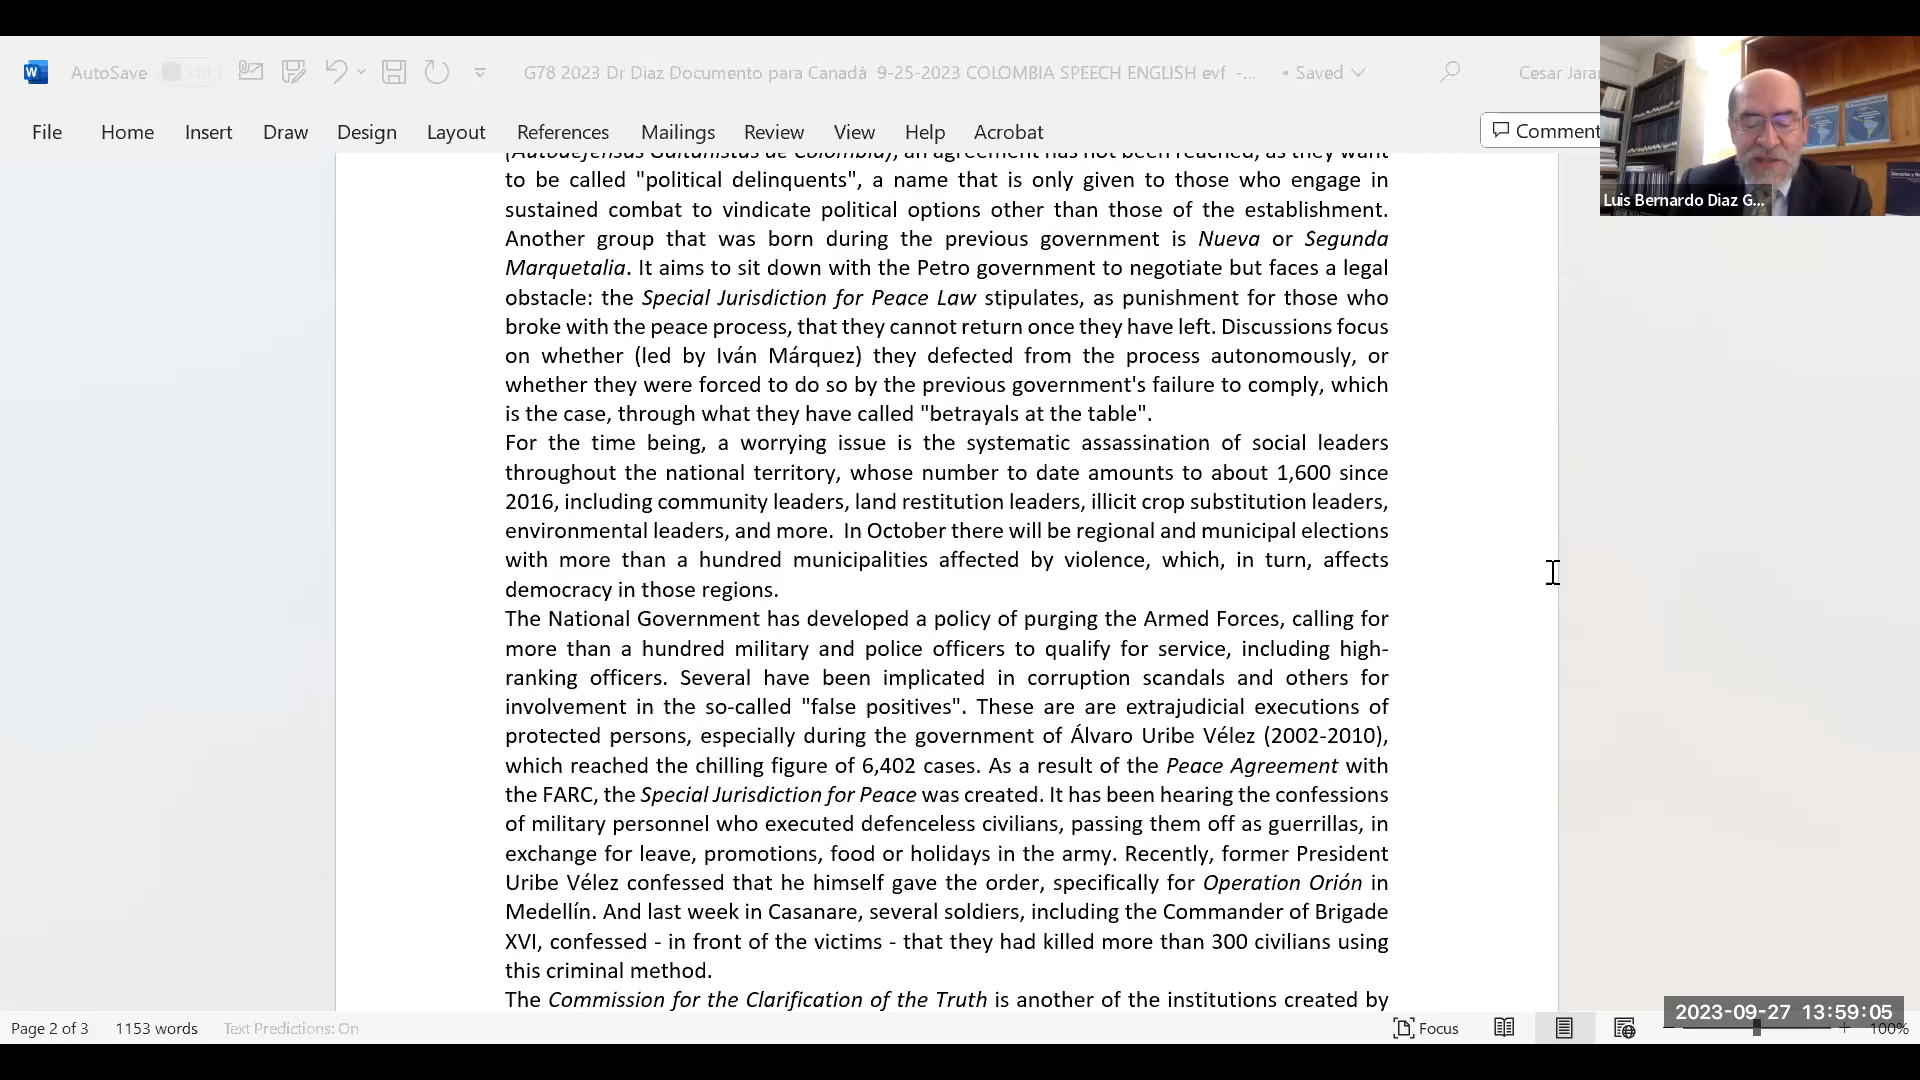 AutoSave On G78 2023 Dr Diaz Documento para Canadá 9-25-2023 COLOMBIA SPEECH ENGLISH evf -... • Saved Cesar Jarar
File Home Insert Draw Design Layout References Mailings Review View Help Acrobat Comment
Luis Bernardo Diaz G...
(Autodefensas Gaitanistas de Colombia), an agreement has not been reached, as they want
to be called "political delinquents", a name that is only given to those who engage in
sustained combat to vindicate political options other than those of the establishment.
Another group that was born during the previous government is Nueva or Segunda
Marquetalia. It aims to sit down with the Petro government to negotiate but faces a legal
obstacle: the Special Jurisdiction for Peace Law stipulates, as punishment for those who
broke with the peace process, that they cannot return once they have left. Discussions focus
on whether (led by Iván Márquez) they defected from the process autonomously, or
whether they were forced to do so by the previous government's failure to comply, which
is the case, through what they have called "betrayals at the table".
For the time being, a worrying issue is the systematic assassination of social leaders
throughout the national territory, whose number to date amounts to about 1,600 since
2016, including community leaders, land restitution leaders, illicit crop substitution leaders,
environmental leaders, and more. In October there will be regional and municipal elections
with more than a hundred municipalities affected by violence, which, in turn, affects
democracy in those regions.
The National Government has developed a policy of purging the Armed Forces, calling for
more than a hundred military and police officers to qualify for service, including high-
ranking officers. Several have been implicated in corruption scandals and others for
involvement in the so-called "false positives". These are are extrajudicial executions of
protected persons, especially during the government of Álvaro Uribe Vélez (2002-2010),
which reached the chilling figure of 6,402 cases. As a result of the Peace Agreement with
the FARC, the Special Jurisdiction for Peace was created. It has been hearing the confessions
of military personnel who executed defenceless civilians, passing them off as guerrillas, in
exchange for leave, promotions, food or holidays in the army. Recently, former President
Uribe Vélez confessed that he himself gave the order, specifically for Operation Orión in
Medellín. And last week in Casanare, several soldiers, including the Commander of Brigade
XVI, confessed - in front of the victims - that they had killed more than 300 civilians using
this criminal method.
The Commission for the Clarification of the Truth is another of the institutions created by
2023-09-27 13:59:05
Page 2 of 3 1153 words Text Predictions: On Focus 100%